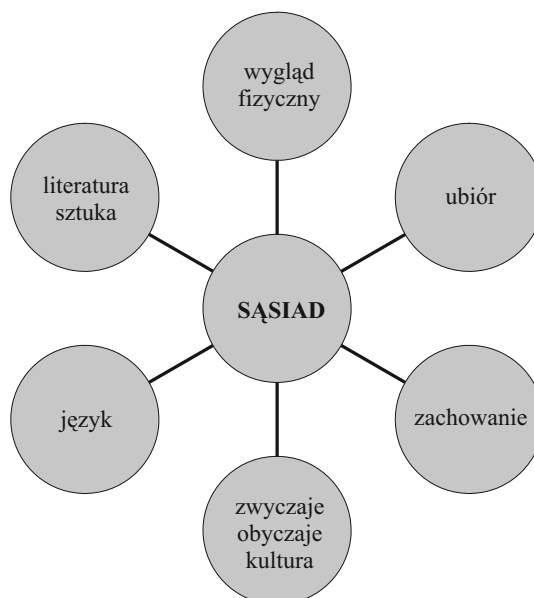 wygląd
fizyczny
literatura
sztuka
ubiór
SĄSIAD
język
zachowanie
zwyczaje
obyczaje
kultura